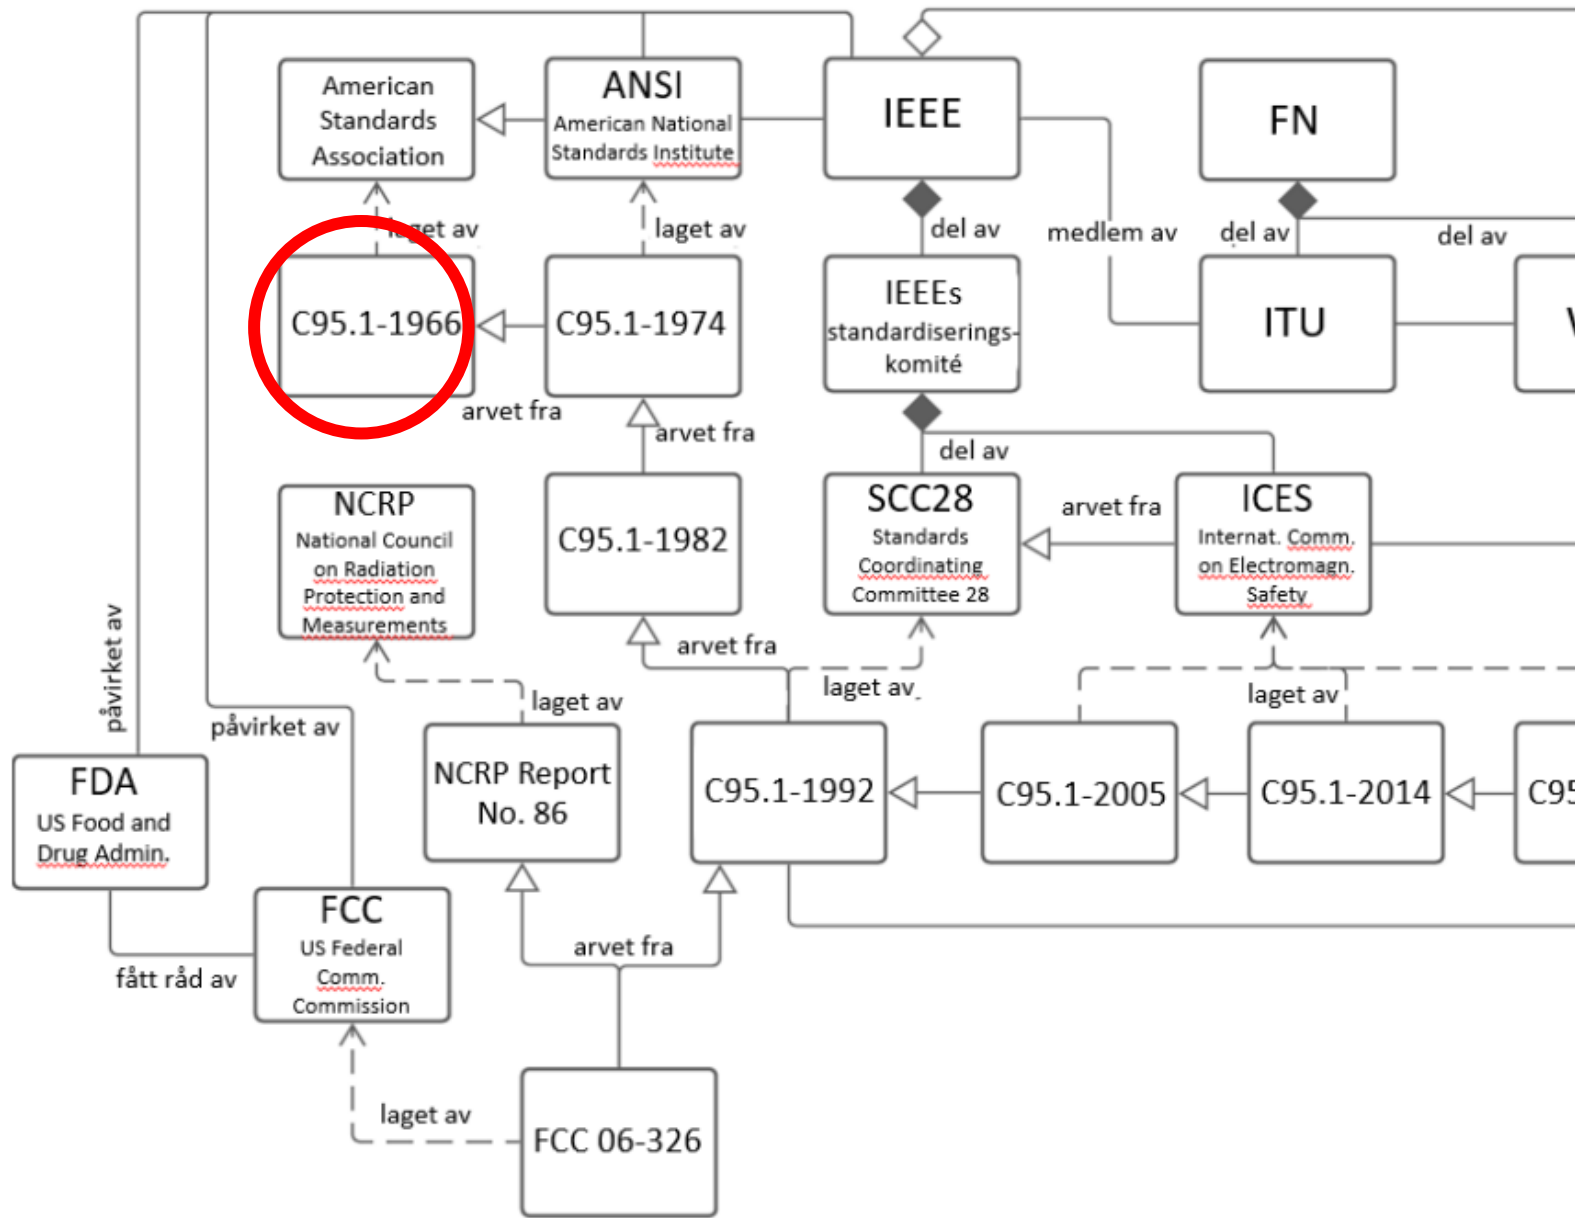 American
Standards
Association
ANSI
American National
Standards Institute
IEEE
FN
laget av
laget av
del av
medlem av
del av
del av
C95.1-1966
C95.1-1974
IEEEs
standardiserings-
komité
ITU
arvet fra
arvet fra
del av
NCRP
National Council
on Radiation
Protection and
Measurements
C95.1-1982
SCC28
Standards
Coordinating
Committee 28
arvet fra
ICES
Internat. Comm.
on Electromagn.
Safety
påvirket av
påvirket av
arvet fra
laget av
laget av
laget av
NCRP Report
No. 86
C95.1-1992
C95.1-2005
C95.1-2014
C95
FDA
US Food and
Drug Admin.
FCC
US Federal
Comm.
Commission
arvet fra
fått råd av
laget av
FCC 06-326